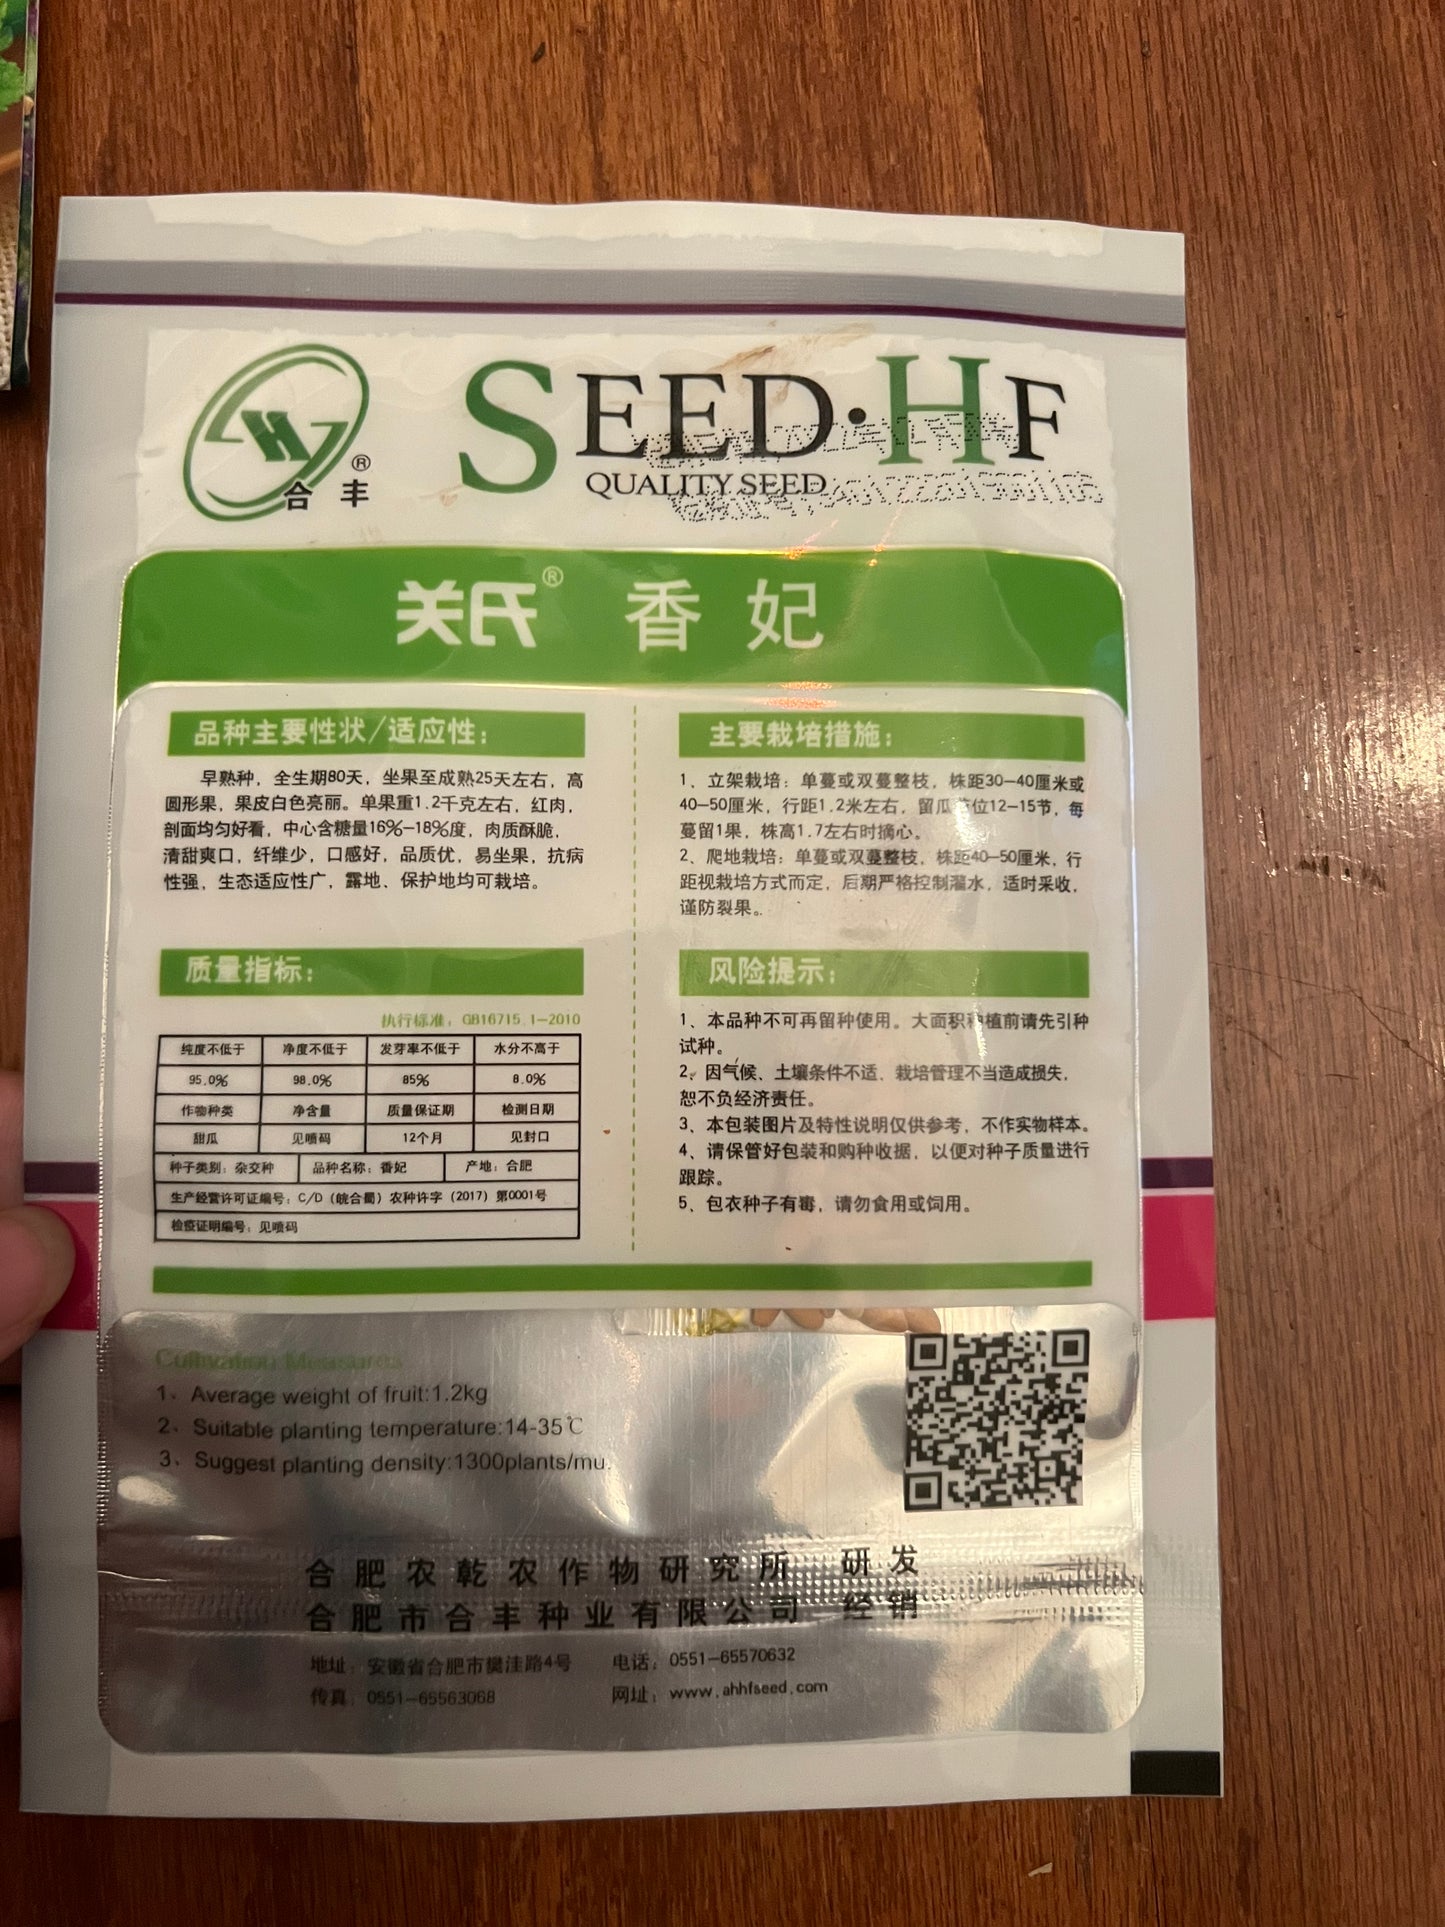 合丰®
SEED·HF
QUALITY SEED
® 香妃
品种主要性状/适应性：
早熟种，全生期80天，坐果至成熟25天左右，高
圆形果，果皮白色亮丽。单果重1.2千克左右，红肉，
剖面均匀好看，中心含糖量16%-18%度，肉质酥脆，
清甜爽口，纤维少，口感好，品质优，易坐果，抗病
性强，生态适应性广，露地、保护地均可栽培。
质量指标：
执行标准：GB16715.1-2010
纯度不低于 净度不低于 发芽率不低于 水分不高于
95.0% 98.0% 85% 8.0%
作物种类 净含量 质量保证期 检测日期
甜瓜 见喷码 12个月 见封口
种子类别：杂交种 品种名称：香妃 产地：合肥
生产经营许可证编号：C/D（皖合蜀）农种许字（2017）第0001号
检疫证明编号：见喷码
主要栽培措施：
1、立架栽培：单蔓或双蔓整枝，株距30-40厘米或
40-50厘米，行距1.2米左右，留瓜位12-15节，每
蔓留1果，株高1.7左右时摘心。
2、爬地栽培：单蔓或双蔓整枝，株距40-50厘米，行
距视栽培方式而定，后期严格控制灌水，适时采收，
谨防裂果。
风险提示：
1、本品种不可再留种使用。大面积种植前请先引种
试种。
2、因气候、土壤条件不适、栽培管理不当造成损失，
恕不负经济责任。
3、本包装图片及特性说明仅供参考，不作实物样本。
4、请保管好包装和购种收据，以便对种子质量进行
跟踪。
5、包衣种子有毒，请勿食用或饲用。
Cultivation Measures
1、Average weight of fruit:1.2kg
2、Suitable planting temperature:14-35℃
3、Suggest planting density:1300plants/mu.
合肥农乾农作物研究所 研发
合肥市合丰种业有限公司 经销
地址：安徽省合肥市樊洼路4号 电话：0551-65570632
传真：0551-65563068 网址：www.ahhfseed.com